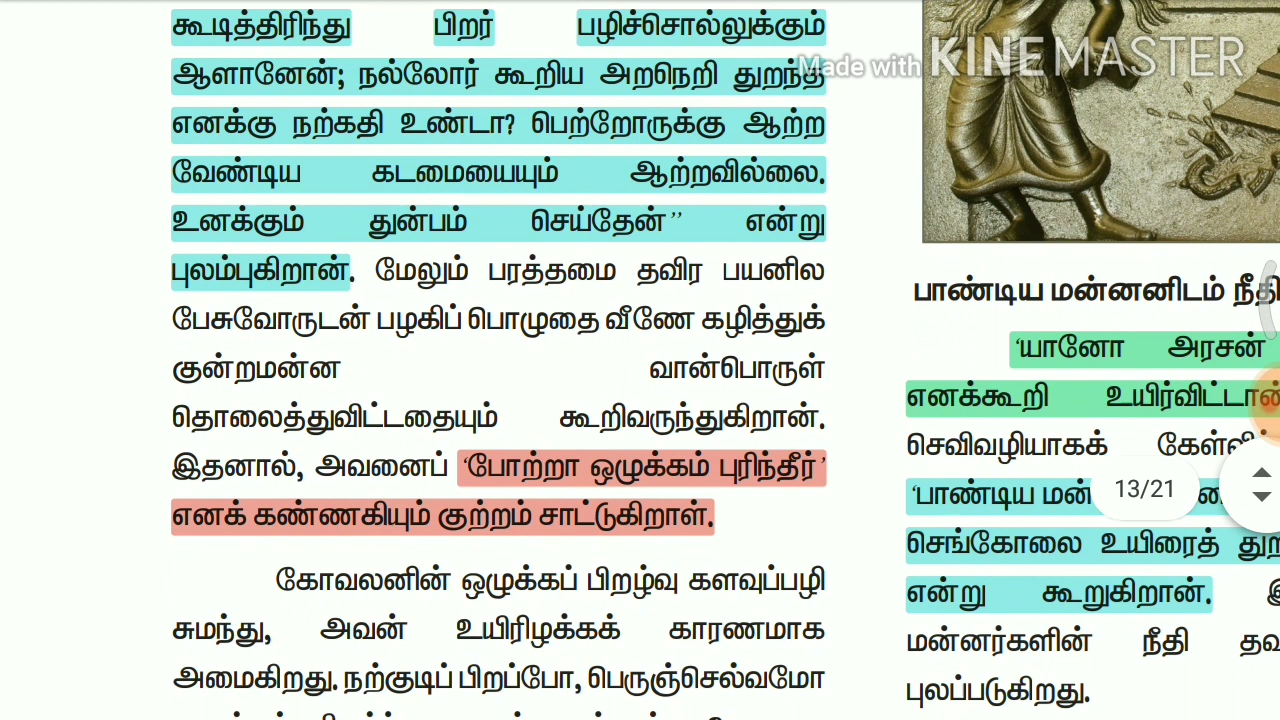 கூடித்திரிந்து பிறர் பழிச்சொல்லுக்கும்
ஆளானேன்; நல்லோர் கூறிய அறநெறி துறந்த
எனக்கு நற்கதி உண்டா? பெற்றோருக்கு ஆற்ற
வேண்டிய கடமையையும் ஆற்றவில்லை.
உனக்கும் துன்பம் செய்தேன்’’ என்று
புலம்புகிறான். மேலும் பரத்தமை தவிர பயனில
பேசுவோருடன் பழகிப் பொழுதை வீணே கழித்துக்
குன்றமன்ன வான்பொருள்
தொலைத்துவிட்டதையும் கூறிவருந்துகிறான்.
இதனால், அவனைப் ‘போற்றா ஒழுக்கம் புரிந்தீர்’
எனக் கண்ணகியும் குற்றம் சாட்டுகிறாள்.
கோவலனின் ஒழுக்கப் பிறழ்வு களவுப்பழி
சுமந்து, அவன் உயிரிழக்கக் காரணமாக
அமைகிறது. நற்குடிப் பிறப்போ, பெருஞ்செல்வமோ
Made with KINEMASTER
பாண்டிய மன்னனிடம் நீதி
‘யானோ அரசன்
எனக்கூறி உயிர்விட்டான்
செவிவழியாகக்
‘பாண்டிய
செங்கோலை உயிரைத்
என்று கூறுகிறான்.
மன்னர்களின் நீதி
புலப்படுகிறது.
13/21